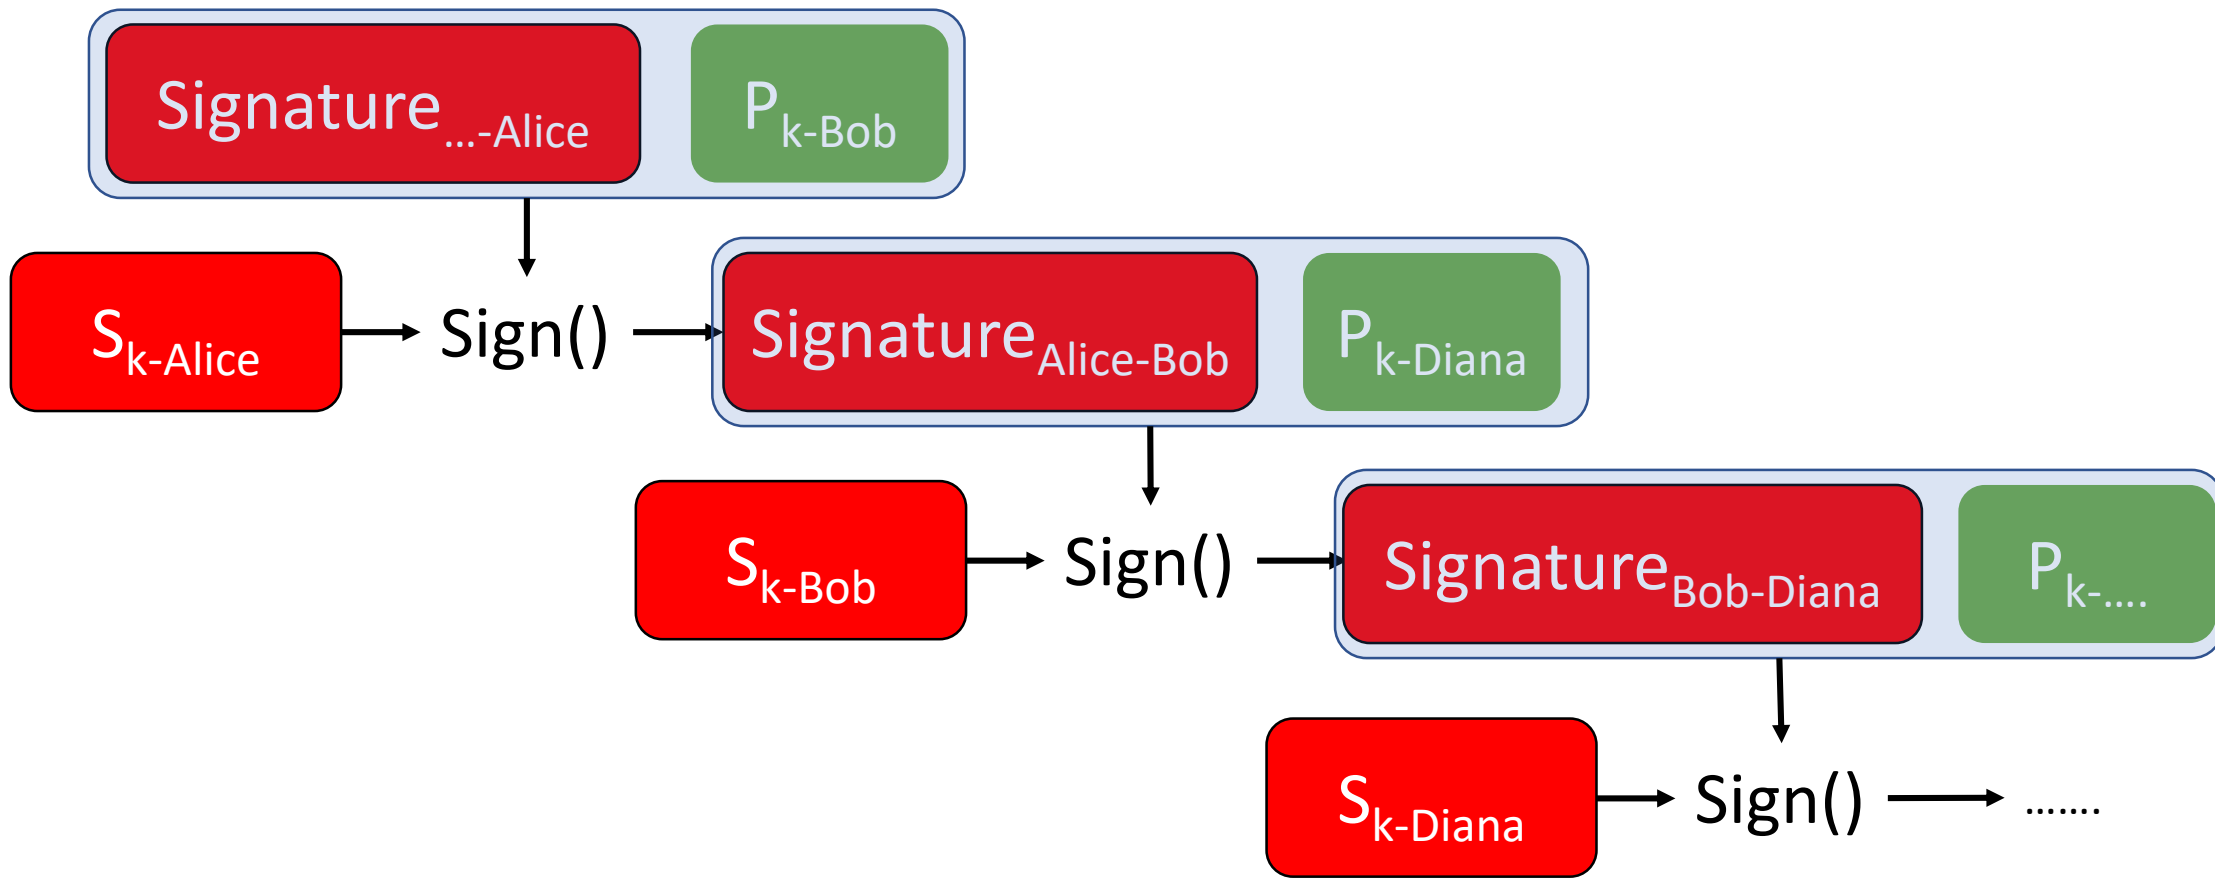 Signature…-Alice Pk-Bob
Sk-Alice Sign() SignatureAlice-Bob Pk-Diana
Sk-Bob Sign() SignatureBob-Diana Pk-….
Sk-Diana Sign() …….